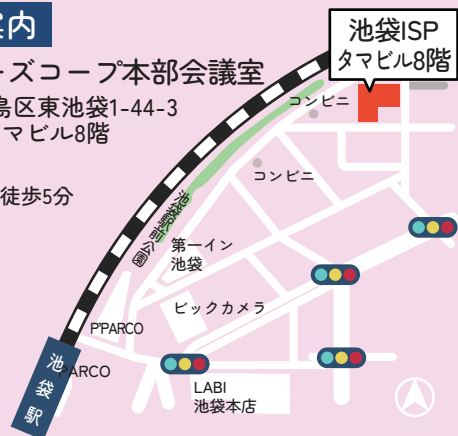 案内
ーズコープ本部会議室
島区東池袋1-44-3
タマビル8階
徒歩5分
池袋ISP
タマビル8階
コンビニ
コンビニ
池袋駅前公園
第一イン
池袋
ビックカメラ
P'PARCO
PARCO
池袋駅
LABI
池袋本店